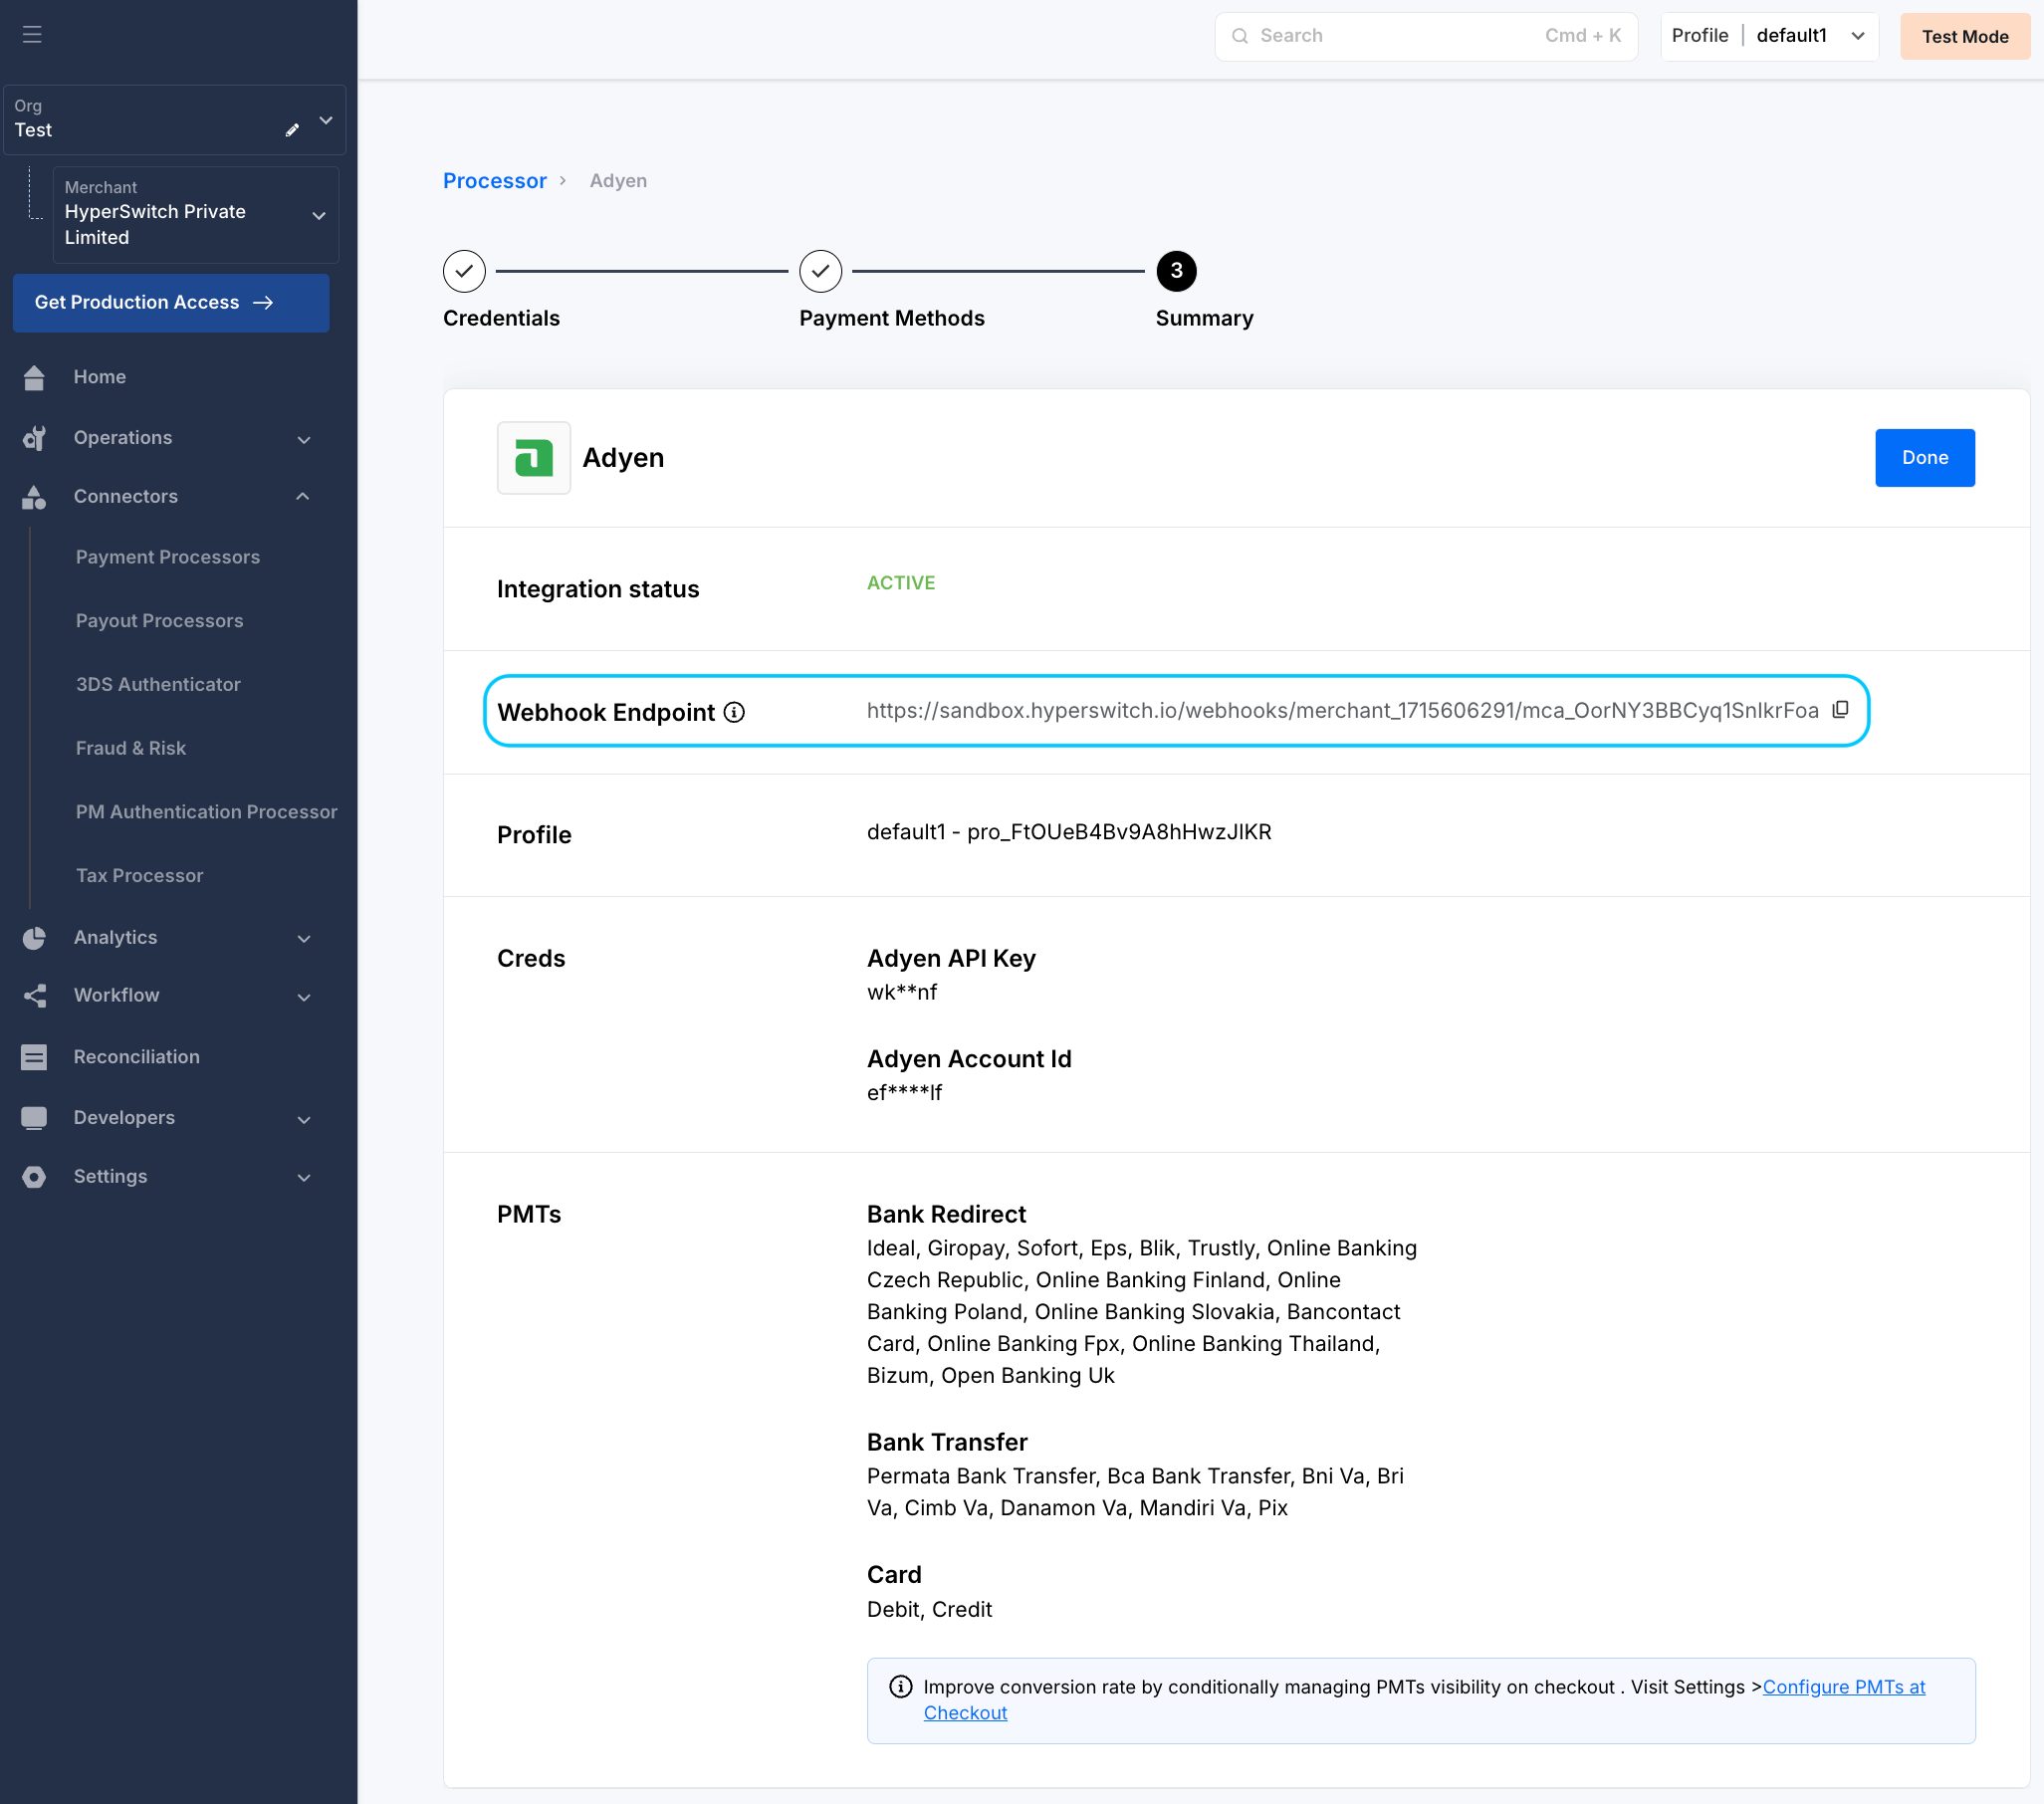 Search
Cmd + K
Profile
default1
Test Mode
Org
Test
Merchant
HyperSwitch Private
Limited
Get Production Access
Home
Operations
Connectors
Payment Processors
Payout Processors
3DS Authenticator
Fraud & Risk
PM Authentication Processor
Tax Processor
Analytics
Workflow
Reconciliation
Developers
Settings
Processor > Adyen
3
Credentials
Payment Methods
Summary
Adyen
Done
Integration status
ACTIVE
Webhook Endpoint
https://sandbox.hyperswitch.io/webhooks/merchant_1715606291/mca_OorNY3BBCyq1SnIkrFoa
Profile
default1 - pro_FtOUeB4Bv9A8hHwzJlKR
Creds
Adyen API Key
wk**nf
Adyen Account Id
ef****lf
PMTs
Bank Redirect
Ideal, Giropay, Sofort, Eps, Blik, Trustly, Online Banking
Czech Republic, Online Banking Finland, Online
Banking Poland, Online Banking Slovakia, Bancontact
Card, Online Banking Fpx, Online Banking Thailand,
Bizum, Open Banking Uk
Bank Transfer
Permata Bank Transfer, Bca Bank Transfer, Bni Va, Bri
Va, Cimb Va, Danamon Va, Mandiri Va, Pix
Card
Debit, Credit
Improve conversion rate by conditionally managing PMTs visibility on checkout . Visit Settings >Configure PMTs at
Checkout